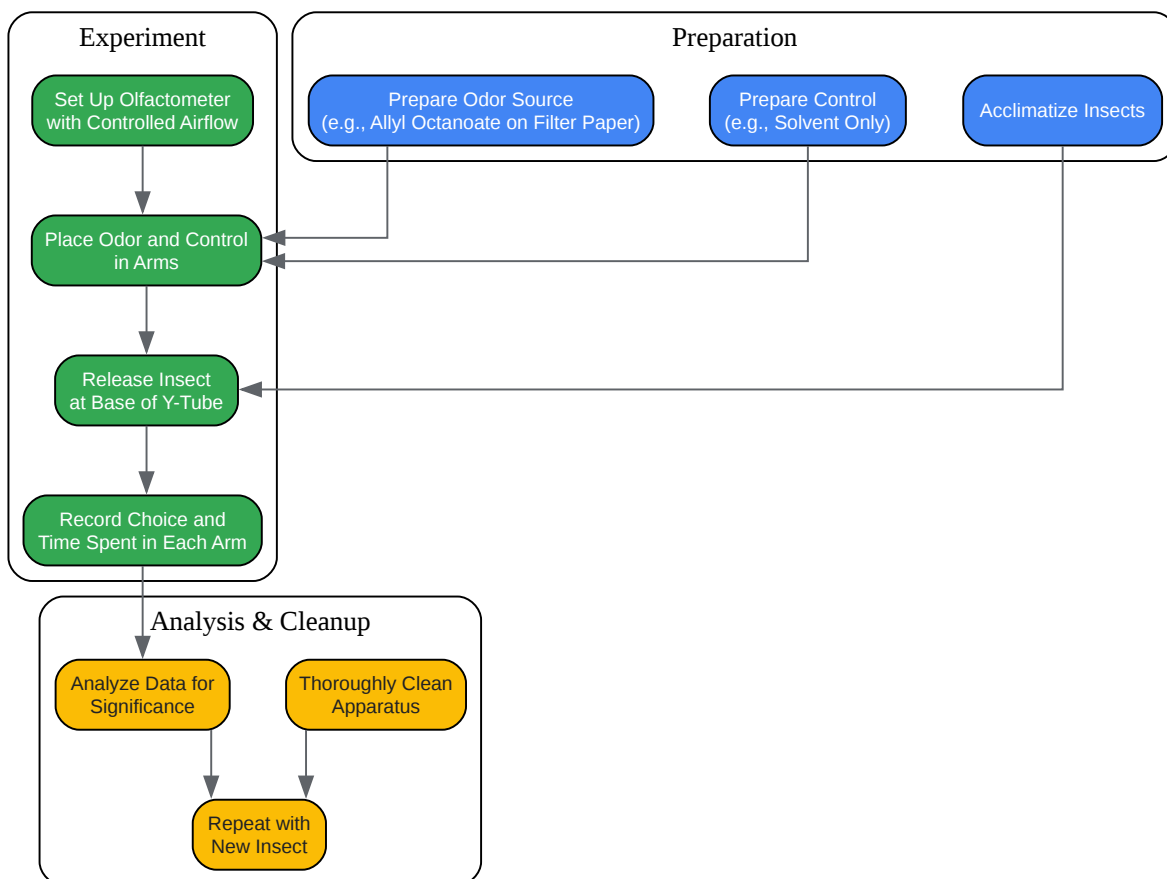 Experiment
Set Up Olfactometer
with Controlled Airflow
Place Odor and Control
in Arms
Release Insect
at Base of Y-Tube
Record Choice and
Time Spent in Each Arm
Preparation
Prepare Odor Source
(e.g., Allyl Octanoate on Filter Paper)
Prepare Control
(e.g., Solvent Only)
Acclimatize Insects
Analysis & Cleanup
Analyze Data for
Significance
Thoroughly Clean
Apparatus
Repeat with
New Insect